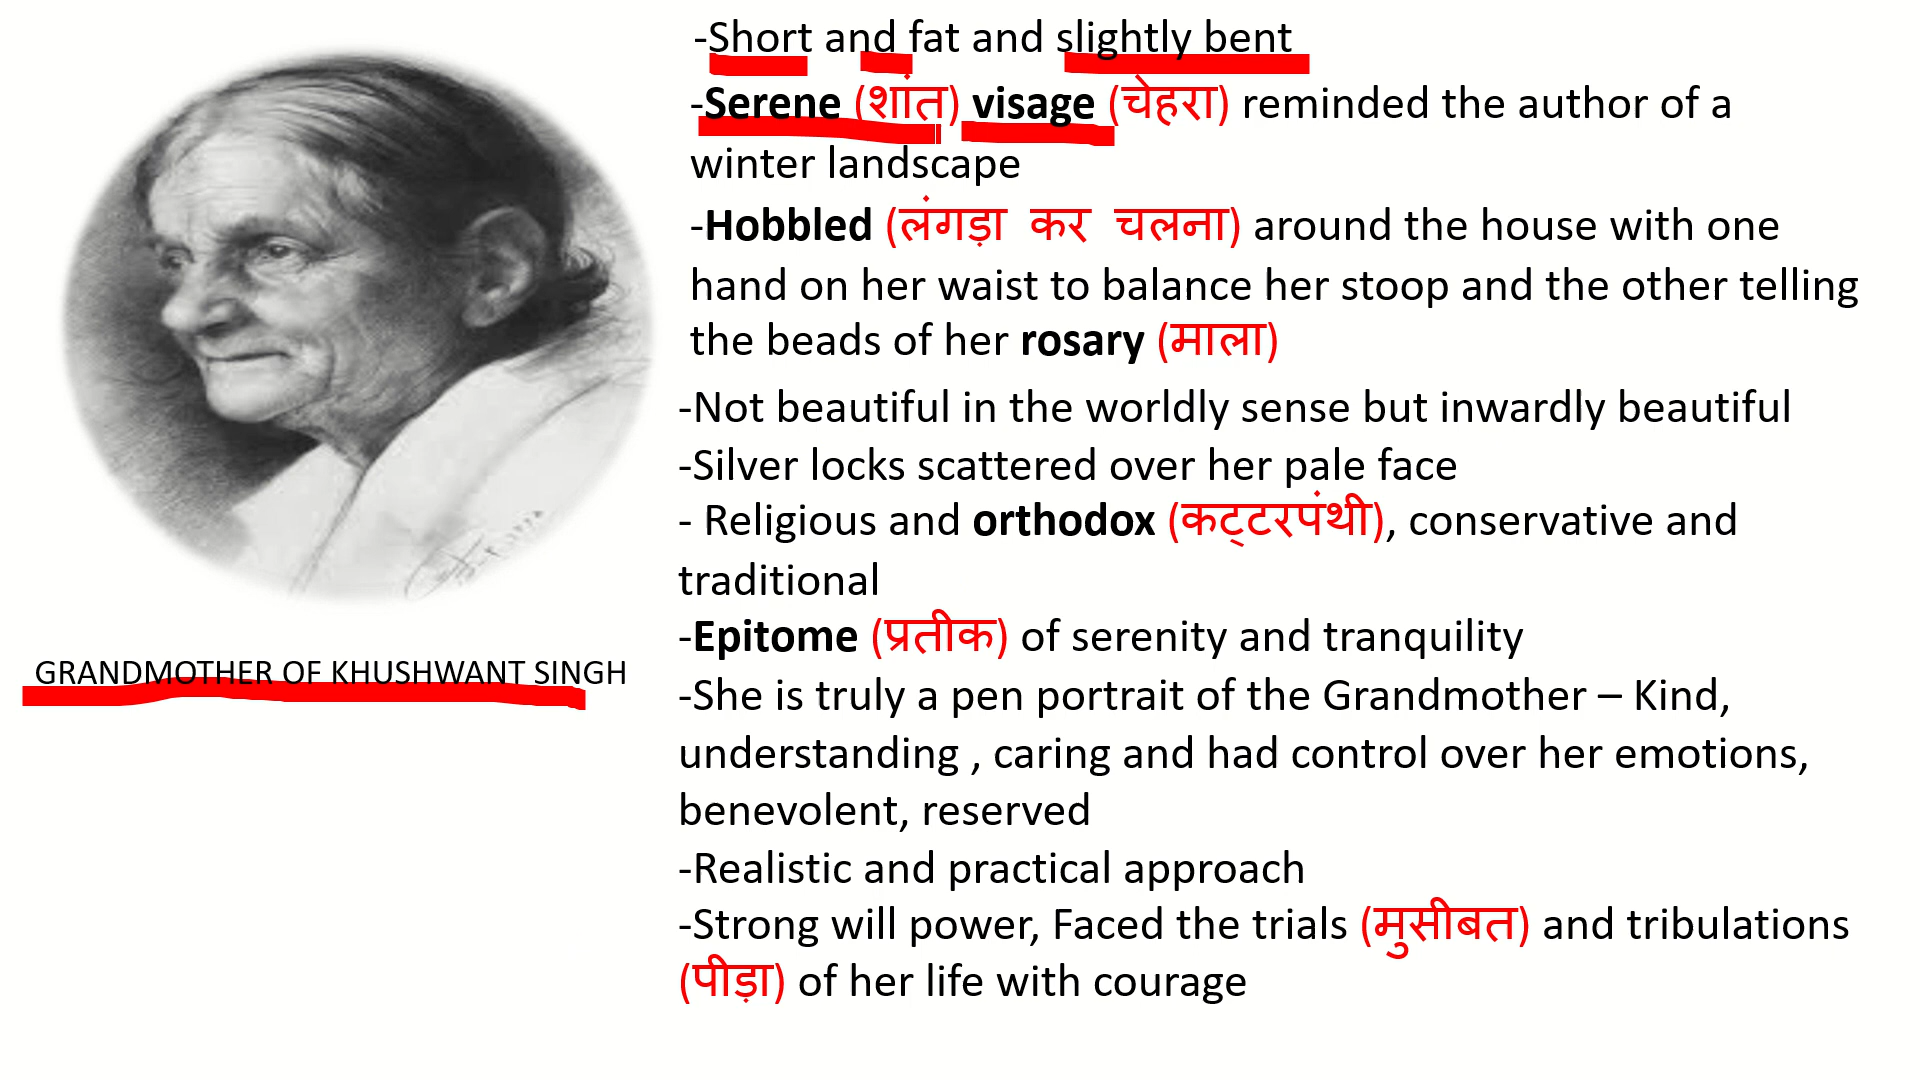 -Short and fat and slightly bent
-Serene (शांत) visage (चेहरा) reminded the author of a
winter landscape
-Hobbled (लंगड़ा कर चलना) around the house with one
hand on her waist to balance her stoop and the other telling
the beads of her rosary (माला)
-Not beautiful in the worldly sense but inwardly beautiful
-Silver locks scattered over her pale face
- Religious and orthodox (कट्टरपंथी), conservative and
traditional
-Epitome (प्रतीक) of serenity and tranquility
-She is truly a pen portrait of the Grandmother – Kind,
understanding , caring and had control over her emotions,
benevolent, reserved
-Realistic and practical approach
-Strong will power, Faced the trials (मुसीबत) and tribulations
(पीड़ा) of her life with courage
GRANDMOTHER OF KHUSHWANT SINGH